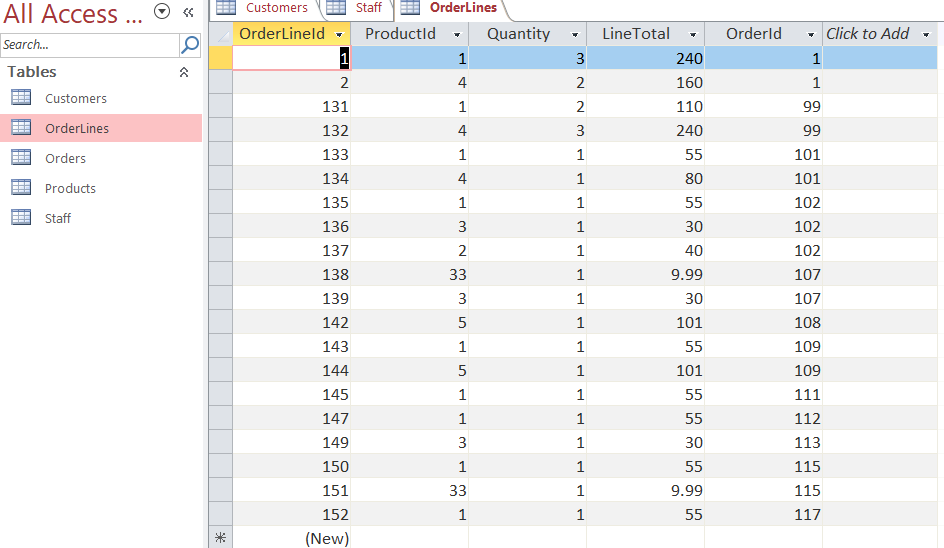 All Access ...
Search...
Tables
Customers
OrderLines
Orders
Products
Staff
Customers Staff OrderLines
OrderLineId ProductId Quantity LineTotal OrderId Click to Add
1 1 3 240 1
2 4 2 160 1
131 1 2 110 99
132 4 3 240 99
133 1 1 55 101
134 4 1 80 101
135 1 1 55 102
136 3 1 30 102
137 2 1 40 102
138 33 1 9.99 107
139 3 1 30 107
142 5 1 101 108
143 1 1 55 109
144 5 1 101 109
145 1 1 55 111
147 1 1 55 112
149 3 1 30 113
150 1 1 55 115
151 33 1 9.99 115
152 1 1 55 117
(New)